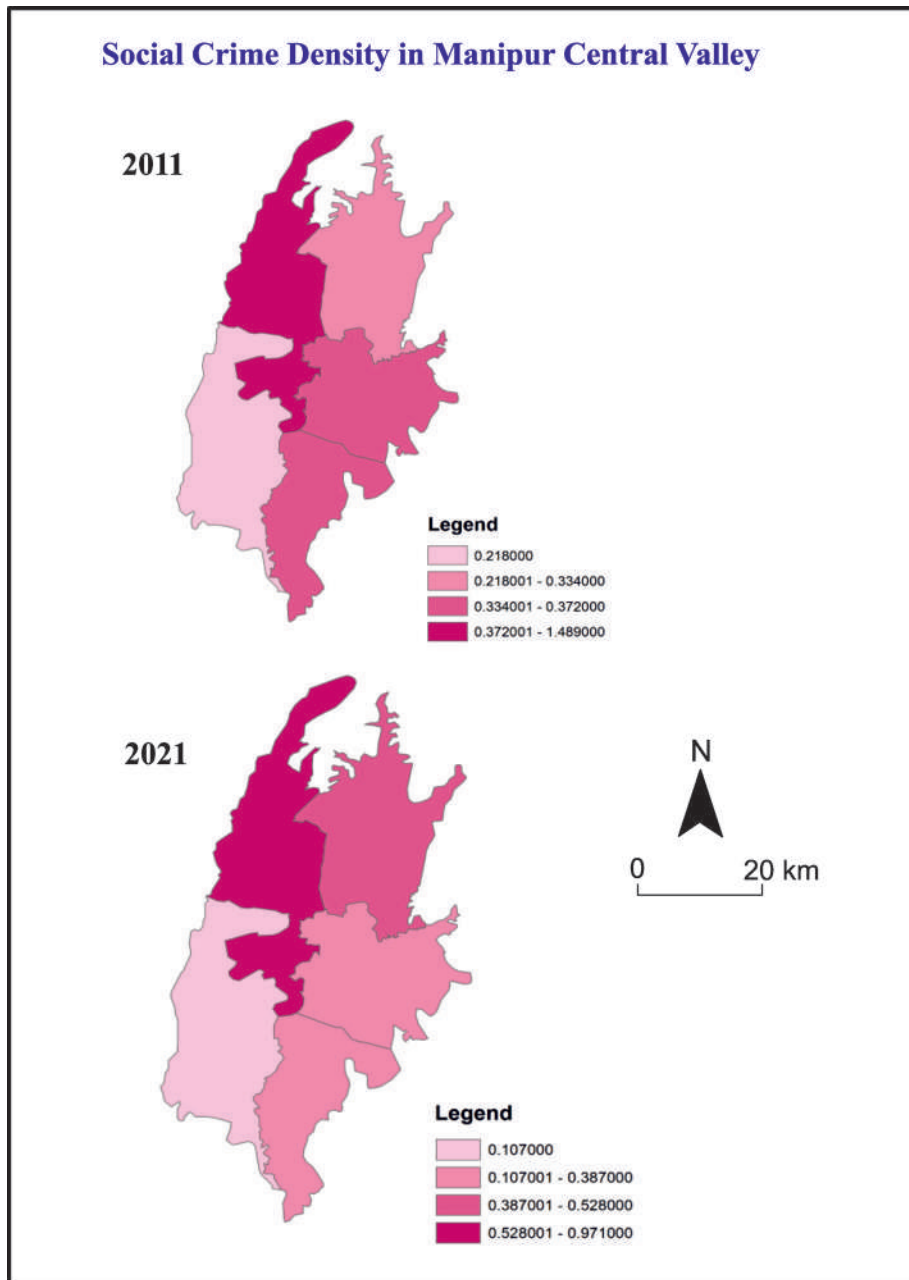 Social Crime Density in Manipur Central Valley
2011
Legend
0.218000
0.218001 - 0.334000
0.334001 - 0.372000
0.372001 - 1.489000
2021
N
0 20 km
Legend
0.107000
0.107001 - 0.387000
0.387001 - 0.528000
0.528001 - 0.971000